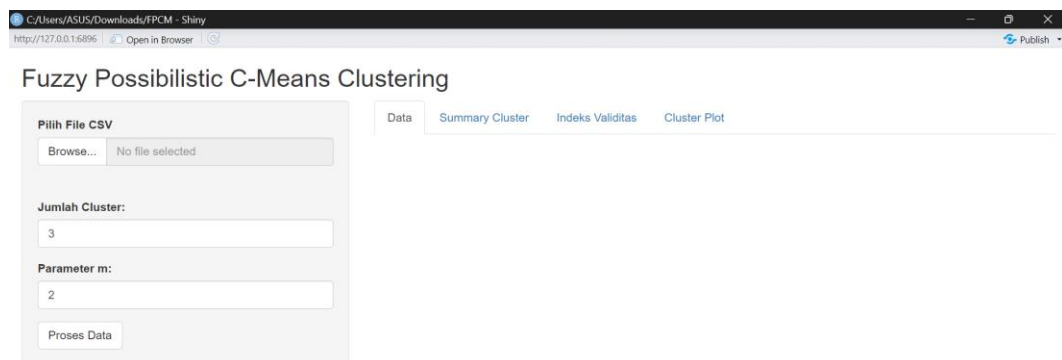 C:/Users/ASUS/Downloads/FPCM - Shiny
http://127.0.0.1:6896 Open in Browser Publish
Fuzzy Possibilistic C-Means Clustering
Pilih File CSV
Browse... No file selected
Jumlah Cluster:
3
Parameter m:
2
Proses Data
Data Summary Cluster Indeks Validitas Cluster Plot